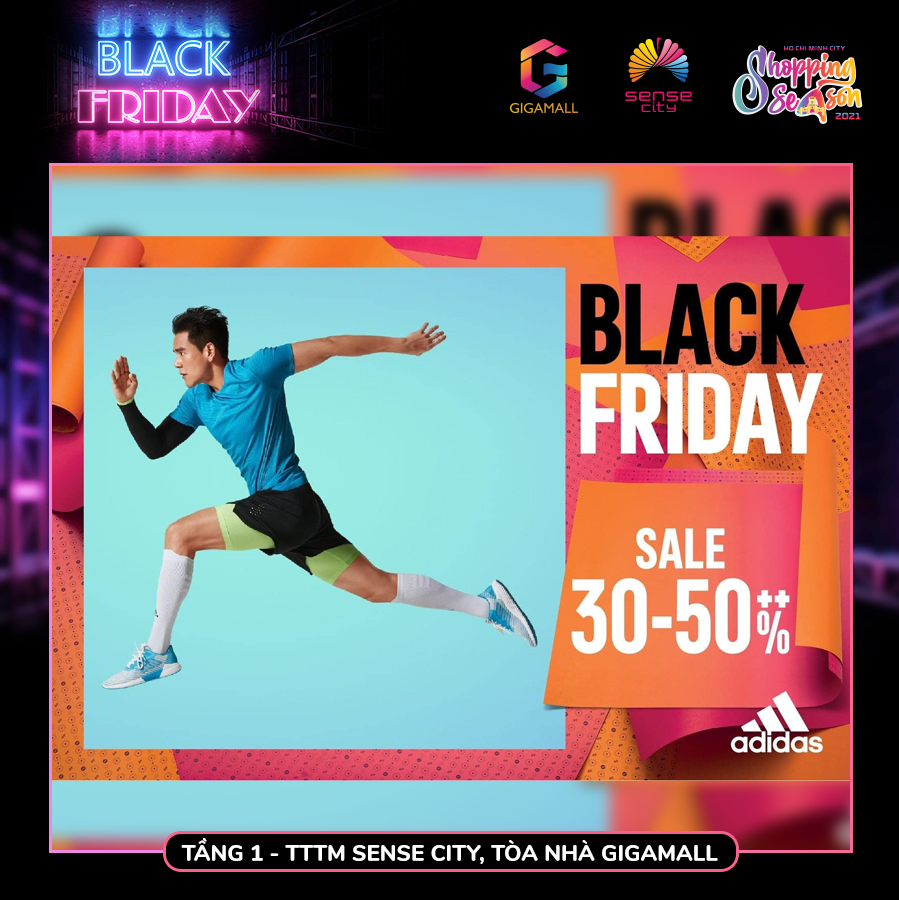 BLACK
FRIDAY
GIGAMALL
sense
city
HO CHI MINH CITY
Shopping
Season
2021
BLACK
FRIDAY
SALE
30-50++%
adidas
TẦNG 1 - TTTM SENSE CITY, TÒA NHÀ GIGAMALL